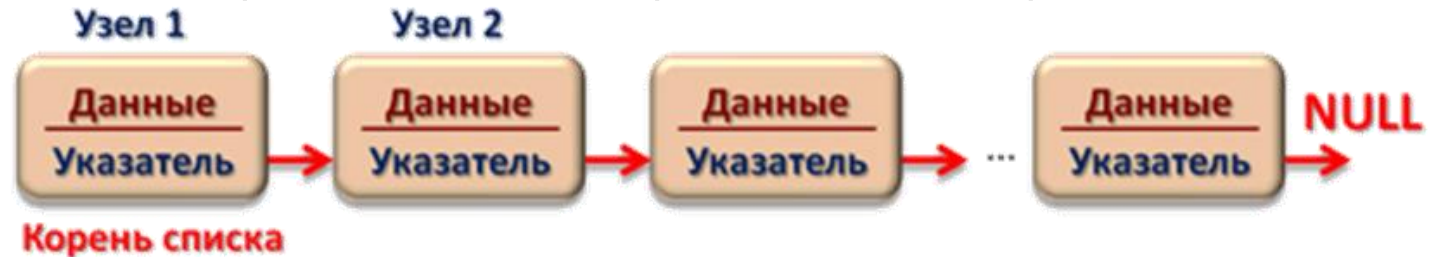 Узел 1
Узел 2
Данные
Указатель
Данные
Указатель
Данные
Указатель
...
Данные
Указатель
NULL
Корень списка